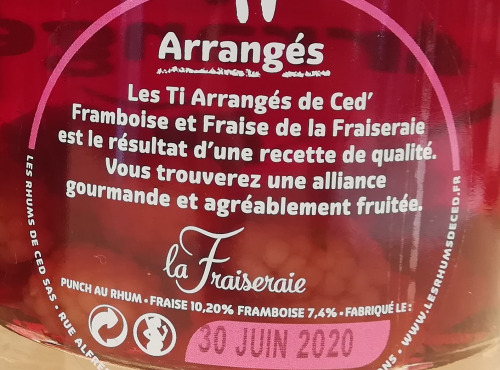 Arrangés
Les Ti Arrangés de Ced'
Framboise et Fraise de la Fraiseraie
est le résultat d'une recette de qualité.
Vous trouverez une alliance
gourmande et agréablement fruitée.
la Fraiseraie
PUNCH AU RHUM • FRAISE 10,20% FRAMBOISE 7,4% • FABRIQUÉ LE :
30 JUIN 2020
LES RHUMS DE CED SAS • RUE ALFRED
WWW.LESRHUMSDECED.FR